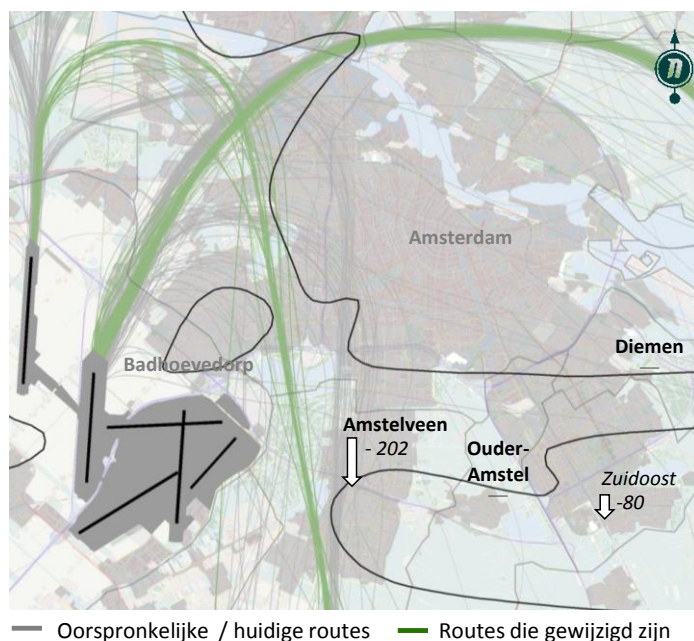 n
Amsterdam
Diemen
Badhoevedorp
Amstelveen
- 202
Ouder-
Amstel
Zuidoost
-80
Oorspronkelijke / huidige routes
Routes die gewijzigd zijn